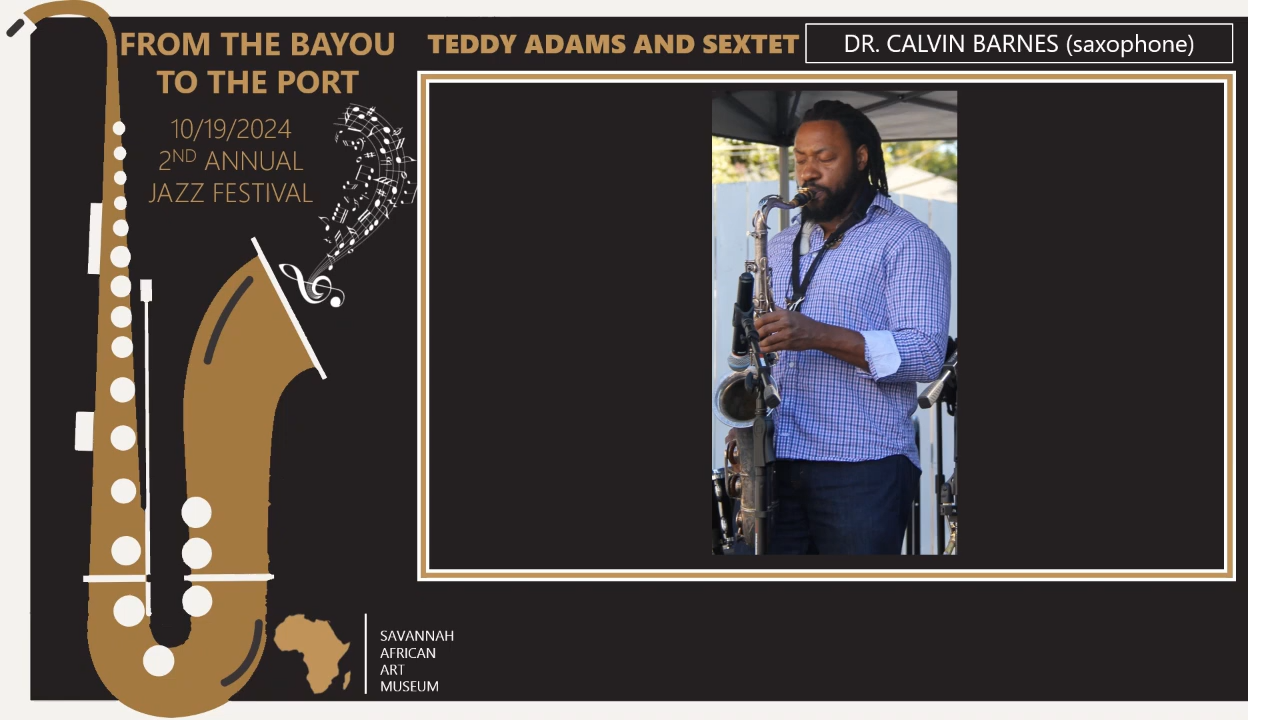 FROM THE BAYOU
TO THE PORT
10/19/2024
2ND ANNUAL
JAZZ FESTIVAL
TEDDY ADAMS AND SEXTET
DR. CALVIN BARNES (saxophone)
SAVANNAH
AFRICAN
ART
MUSEUM